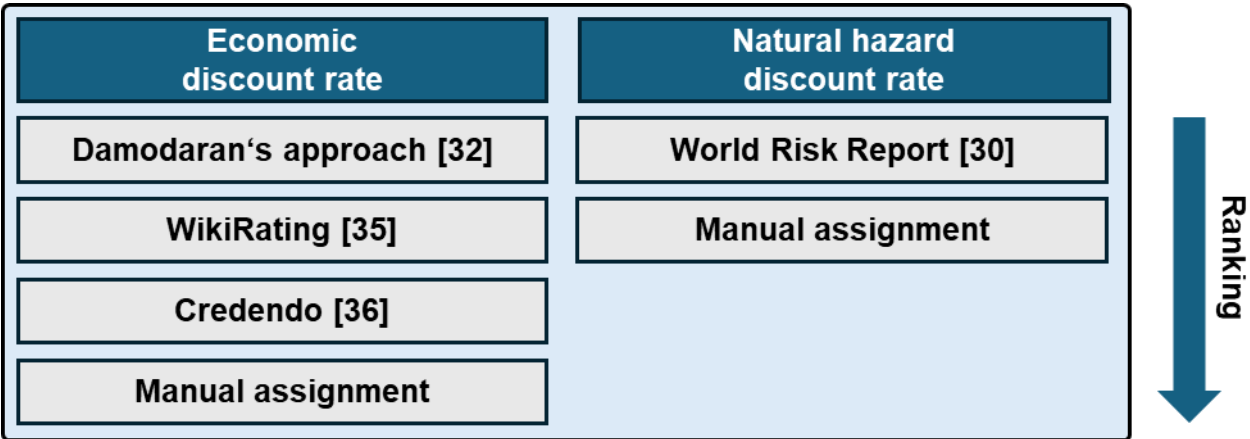 Economic
discount rate
Natural hazard
discount rate
Damodaran‘s approach [32]
World Risk Report [30]
WikiRating [35]
Manual assignment
Credendo [36]
Manual assignment
Ranking